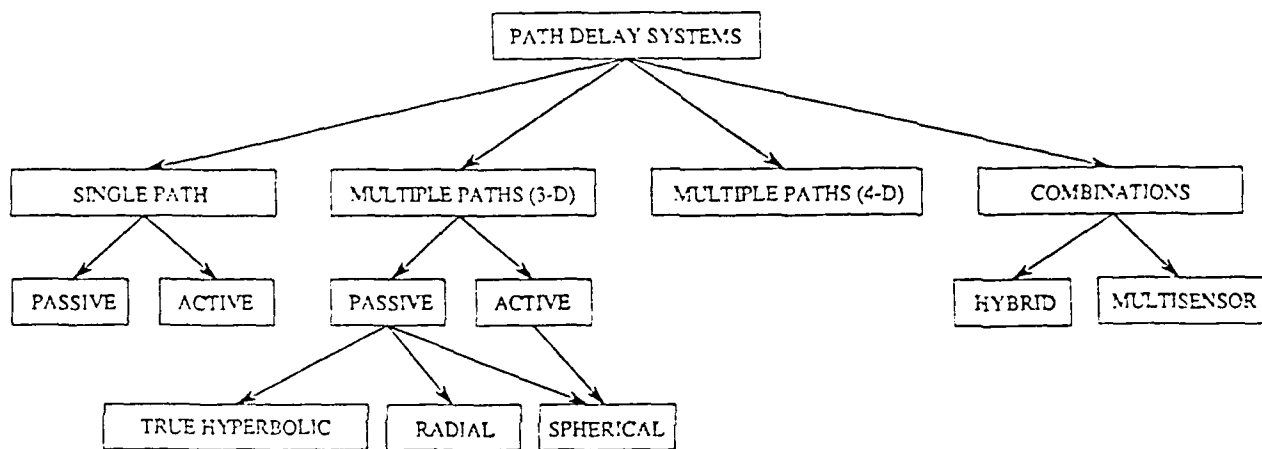 PATH DELAY SYSTEMS
SINGLE PATH
MULTIPLE PATHS (3-D)
MULTIPLE PATHS (4-D)
COMBINATIONS
PASSIVE
ACTIVE
PASSIVE
ACTIVE
HYBRID
MULTISENSOR
TRUE HYPERBOLIC
RADIAL
SPHERICAL